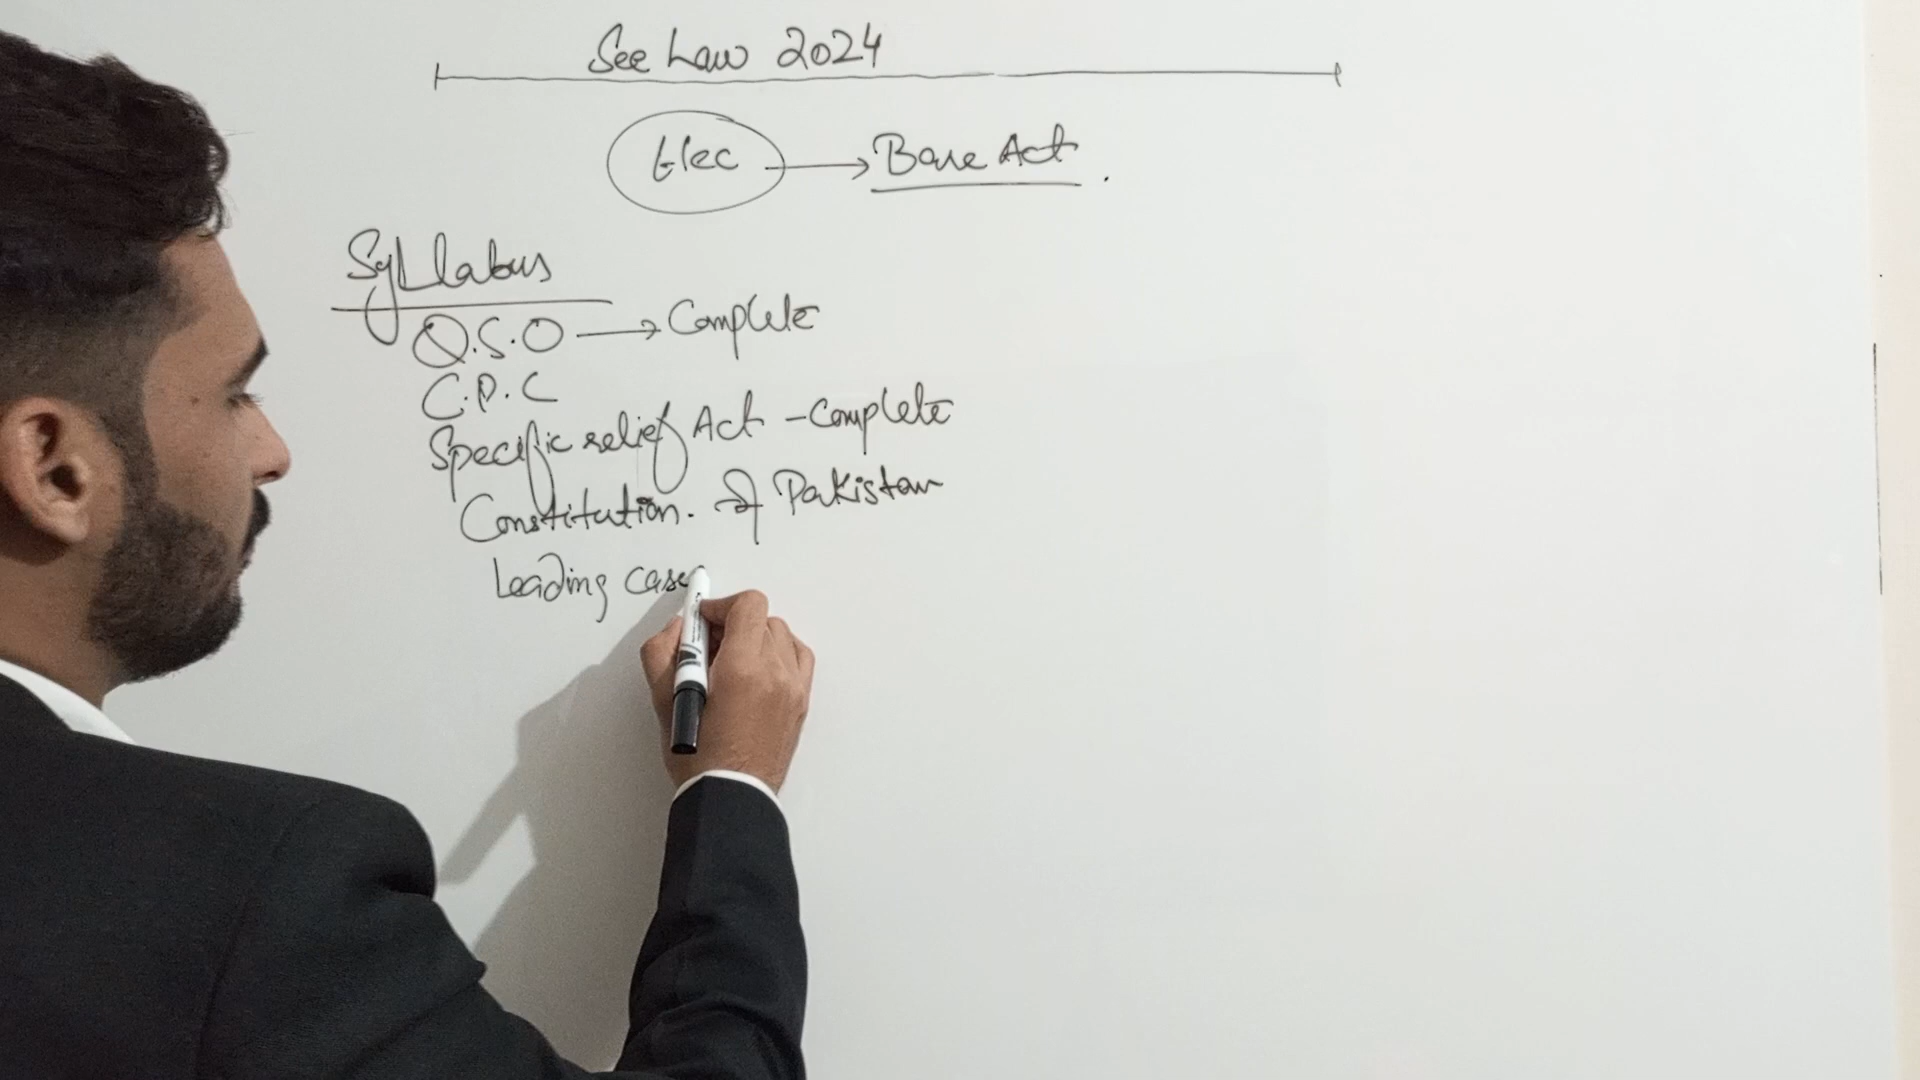 See Law 2024
Elec → Bare Act.
Syllabus
Q.S.O → Complete
C.P.C
Specific relief Act - Complete
Constitution. of Pakistan
Leading case